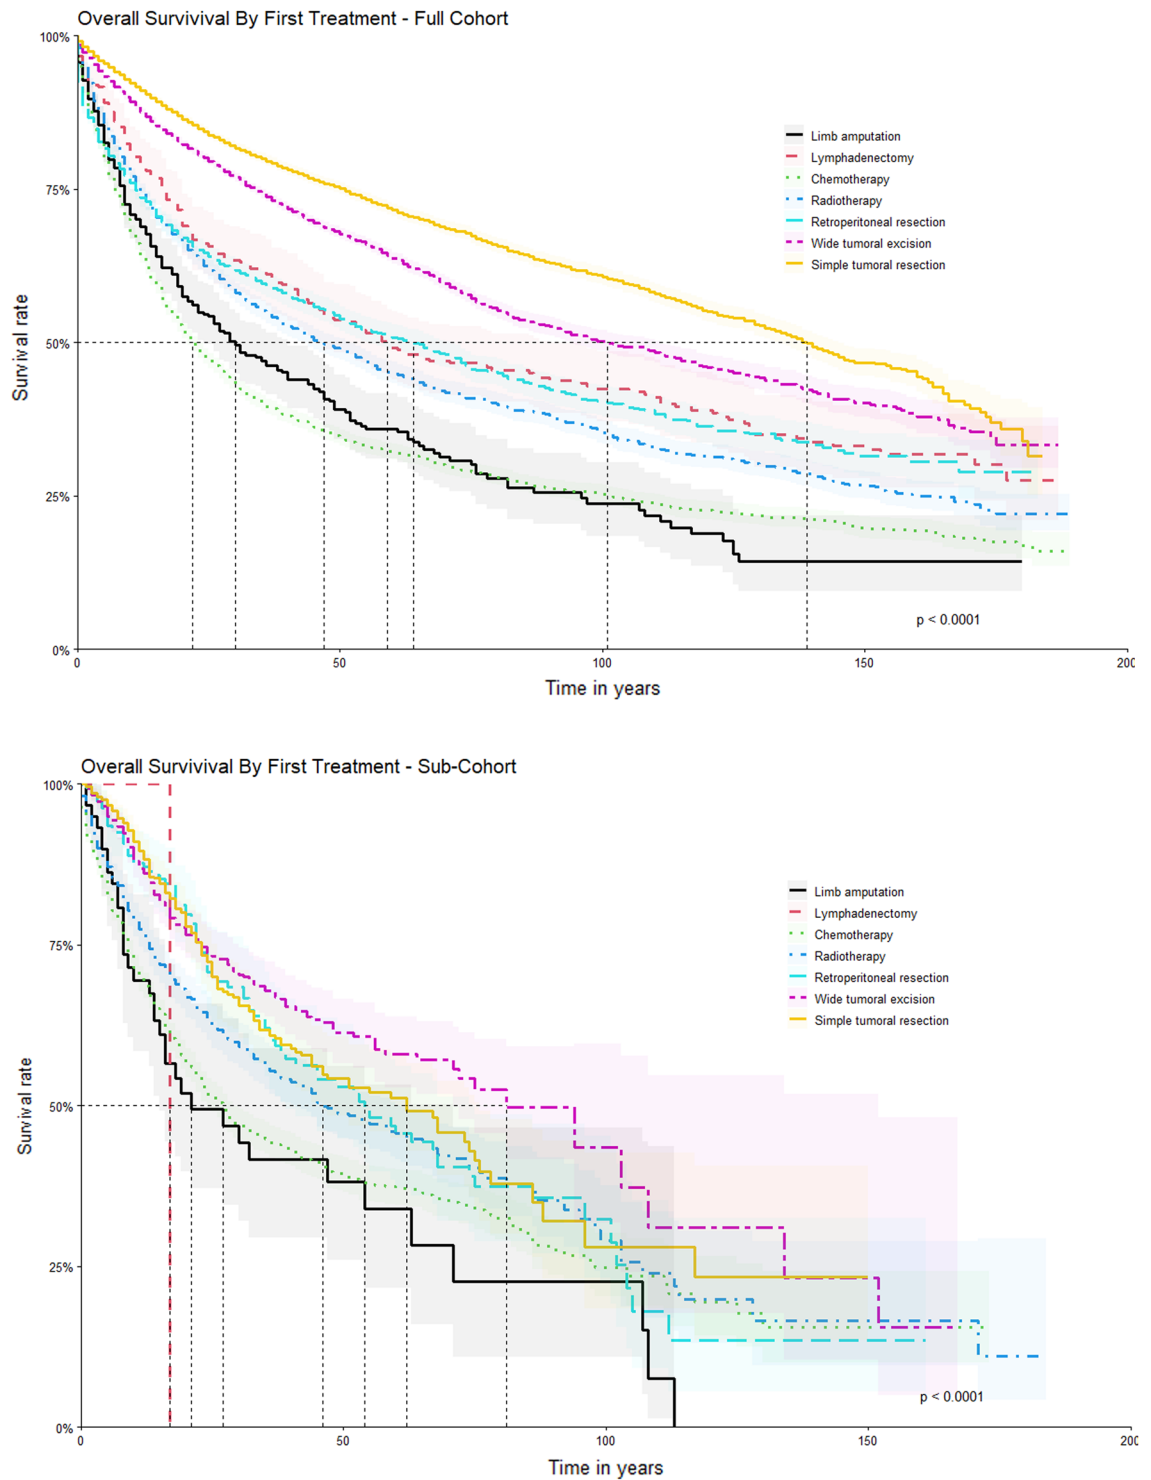 Overall Survivival By First Treatment - Full Cohort
100%
75%
50%
25%
0%
Survival rate
Limb amputation
Lymphadenectomy
Chemotherapy
Radiotherapy
Retroperitoneal resection
Wide tumoral excision
Simple tumoral resection
p < 0.0001
0 50 100 150 200
Time in years
Overall Survivival By First Treatment - Sub-Cohort
100%
75%
50%
25%
0%
Survival rate
Limb amputation
Lymphadenectomy
Chemotherapy
Radiotherapy
Retroperitoneal resection
Wide tumoral excision
Simple tumoral resection
p < 0.0001
0 50 100 150 200
Time in years